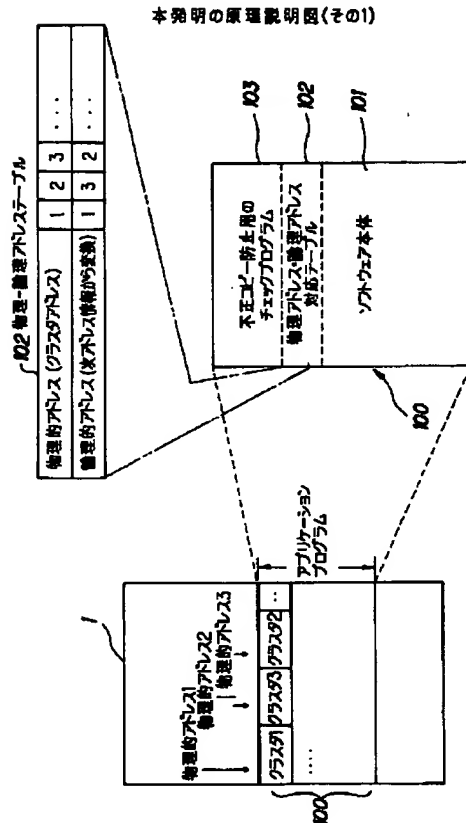 本発明の原理説明図(その1)
102 物理-論理アドレステーブル
物理的アドレス(クラスタアドレス) 1 2 3 ...
論理的アドレス(次アドレス情報から変換) 1 3 2 ...
1
物理的アドレス1
物理的アドレス2
物理的アドレス3
クラスタ1 クラスタ3 クラスタ2 ..
.....
100
アプリケーション
プログラム
不正コピー防止用の
チェックプログラム
103
物理アドレス・論理アドレス
対応テーブル
102
ソフトウェア本体
101
100